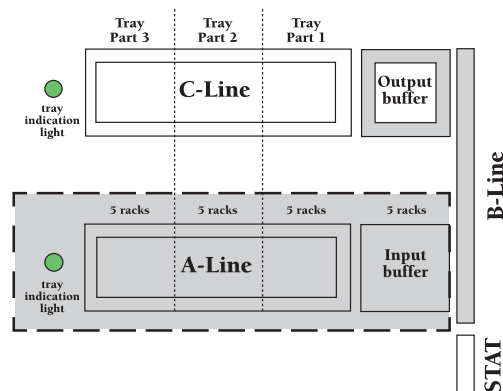 Tray
Part 3
Tray
Part 2
Tray
Part 1
C-Line
Output
buffer
tray
indication
light
B-Line
5 racks
5 racks
5 racks
5 racks
A-Line
Input
buffer
tray
indication
light
STAT